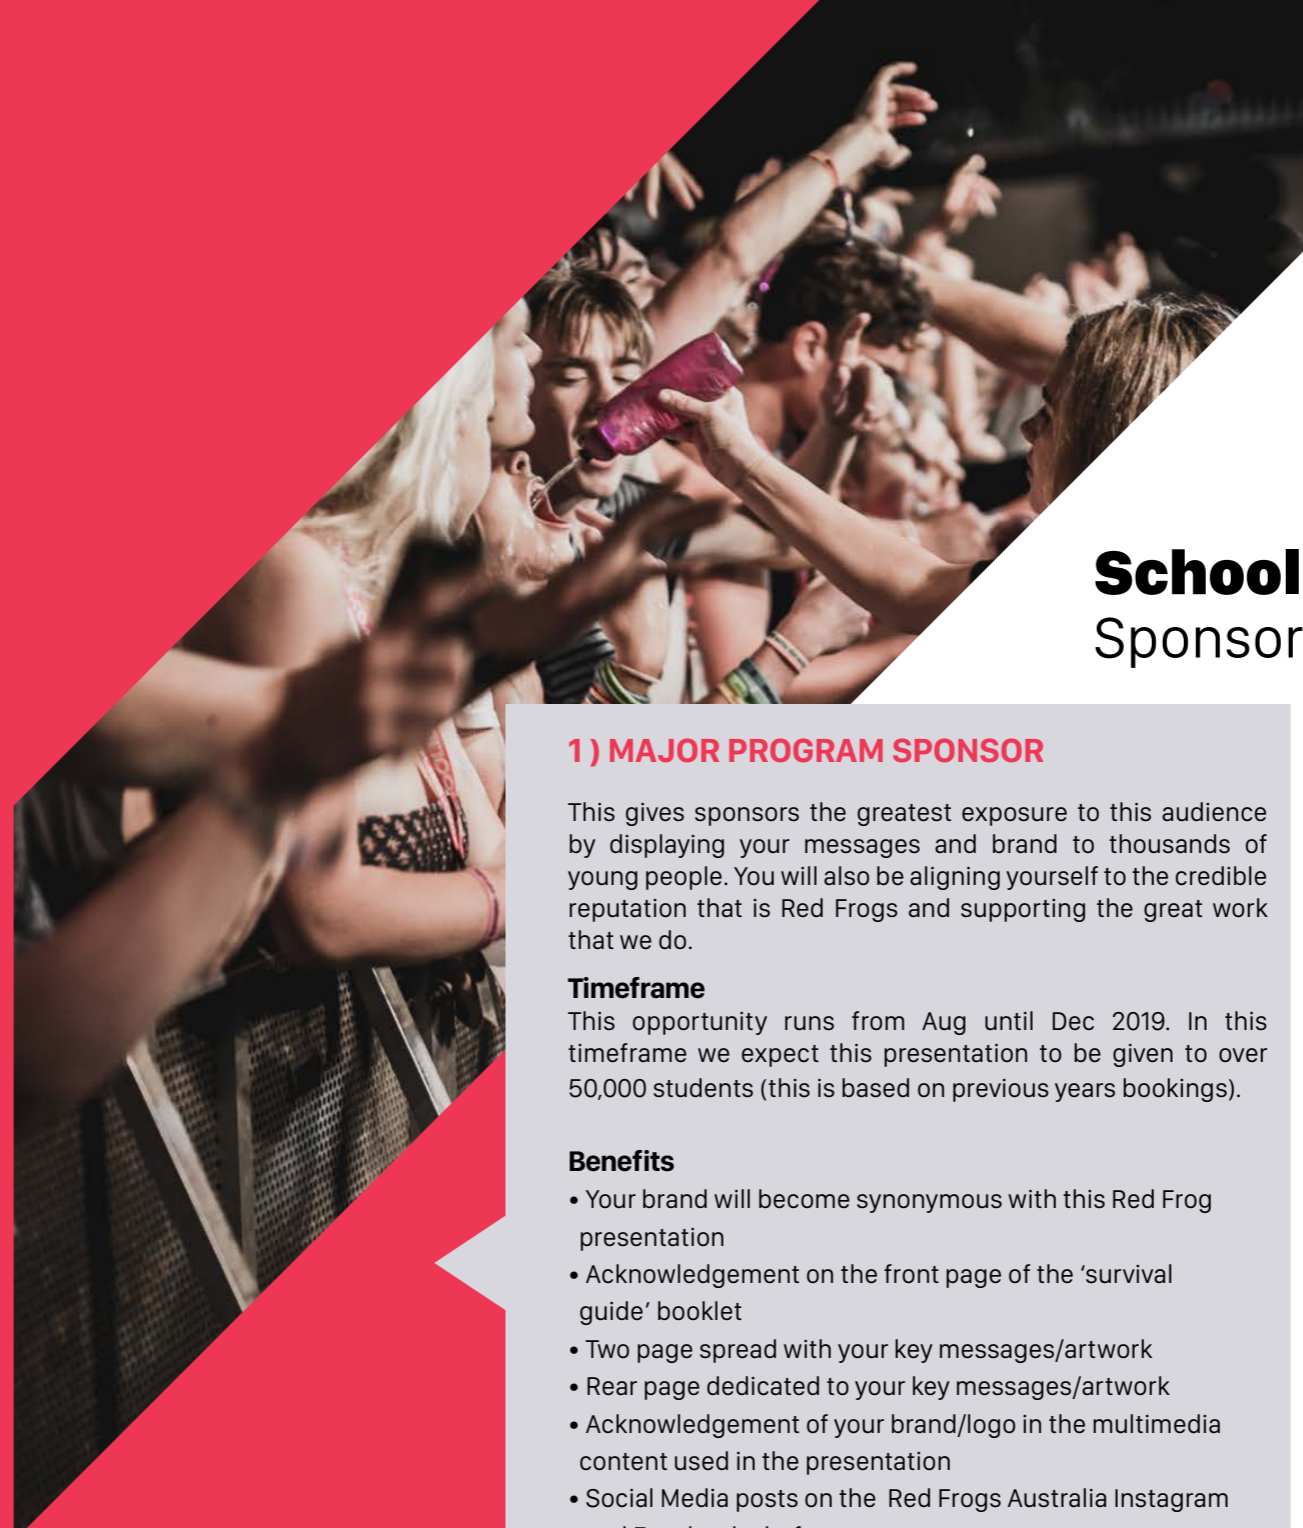 School
Sponsor
1 ) MAJOR PROGRAM SPONSOR
This gives sponsors the greatest exposure to this audience
by displaying your messages and brand to thousands of
young people. You will also be aligning yourself to the credible
reputation that is Red Frogs and supporting the great work
that we do.
Timeframe
This opportunity runs from Aug until Dec 2019. In this
timeframe we expect this presentation to be given to over
50,000 students (this is based on previous years bookings).
Benefits
• Your brand will become synonymous with this Red Frog
presentation
• Acknowledgement on the front page of the ‘survival
guide’ booklet
• Two page spread with your key messages/artwork
• Rear page dedicated to your key messages/artwork
• Acknowledgement of your brand/logo in the multimedia
content used in the presentation
• Social Media posts on the Red Frogs Australia Instagram